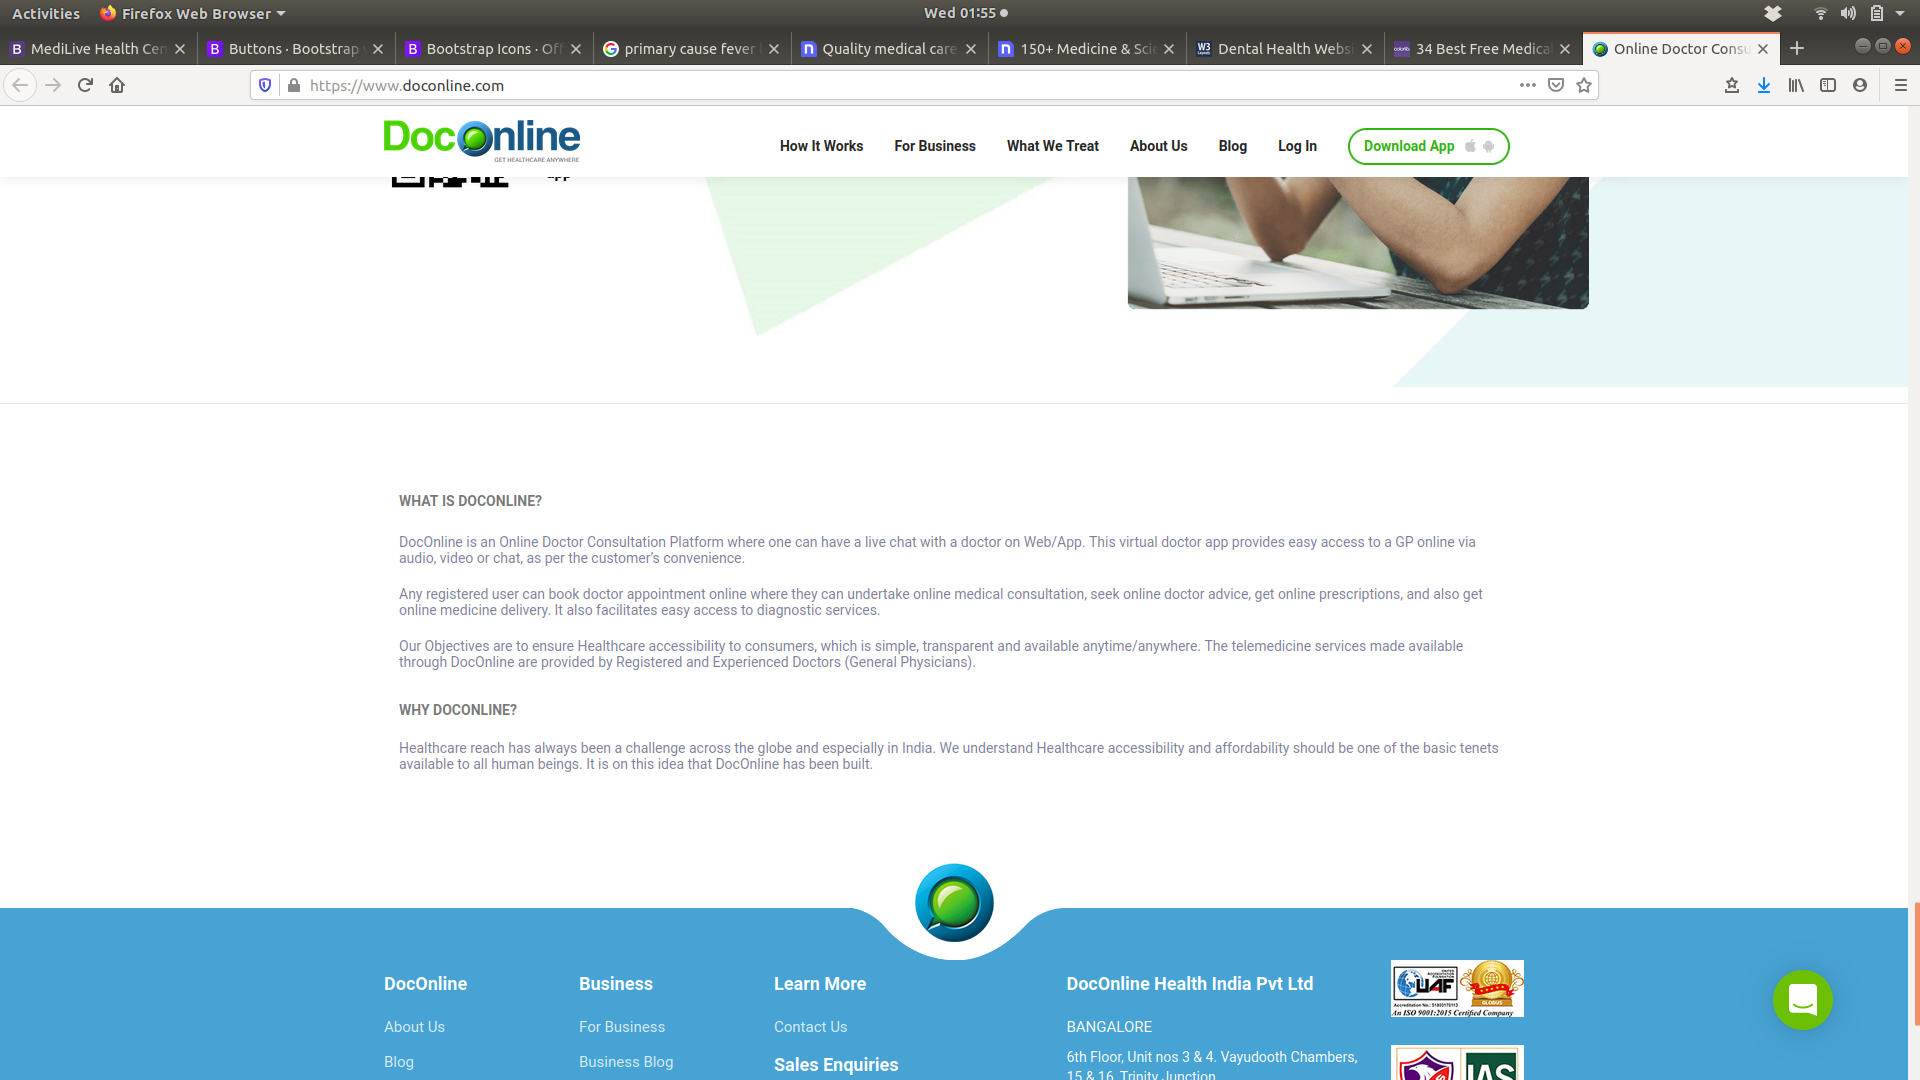 Activities Firefox Web Browser Wed 01:55
MediLive Health Cen Buttons · Bootstrap Bootstrap Icons · Off primary cause fever Quality medical care 150+ Medicine & Scie Dental Health Websi 34 Best Free Medica Online Doctor Consu
https://www.doconline.com
DocOnline
GET HEALTHCARE ANYWHERE
How It Works For Business What We Treat About Us Blog Log In Download App
app
WHAT IS DOCONLINE?
DocOnline is an Online Doctor Consultation Platform where one can have a live chat with a doctor on Web/App. This virtual doctor app provides easy access to a GP online via
audio, video or chat, as per the customer's convenience.
Any registered user can book doctor appointment online where they can undertake online medical consultation, seek online doctor advice, get online prescriptions, and also get
online medicine delivery. It also facilitates easy access to diagnostic services.
Our Objectives are to ensure Healthcare accessibility to consumers, which is simple, transparent and available anytime/anywhere. The telemedicine services made available
through DocOnline are provided by Registered and Experienced Doctors (General Physicians).
WHY DOCONLINE?
Healthcare reach has always been a challenge across the globe and especially in India. We understand Healthcare accessibility and affordability should be one of the basic tenets
available to all human beings. It is on this idea that DocOnline has been built.
DocOnline Business Learn More DocOnline Health India Pvt Ltd
UAF GLOBUS
An ISO 9001:2015 Certified Company
About Us For Business Contact Us BANGALORE
Blog Business Blog Sales Enquiries 6th Floor, Unit nos 3 & 4. Vayudooth Chambers,
15 & 16, Trinity Junction
IAS